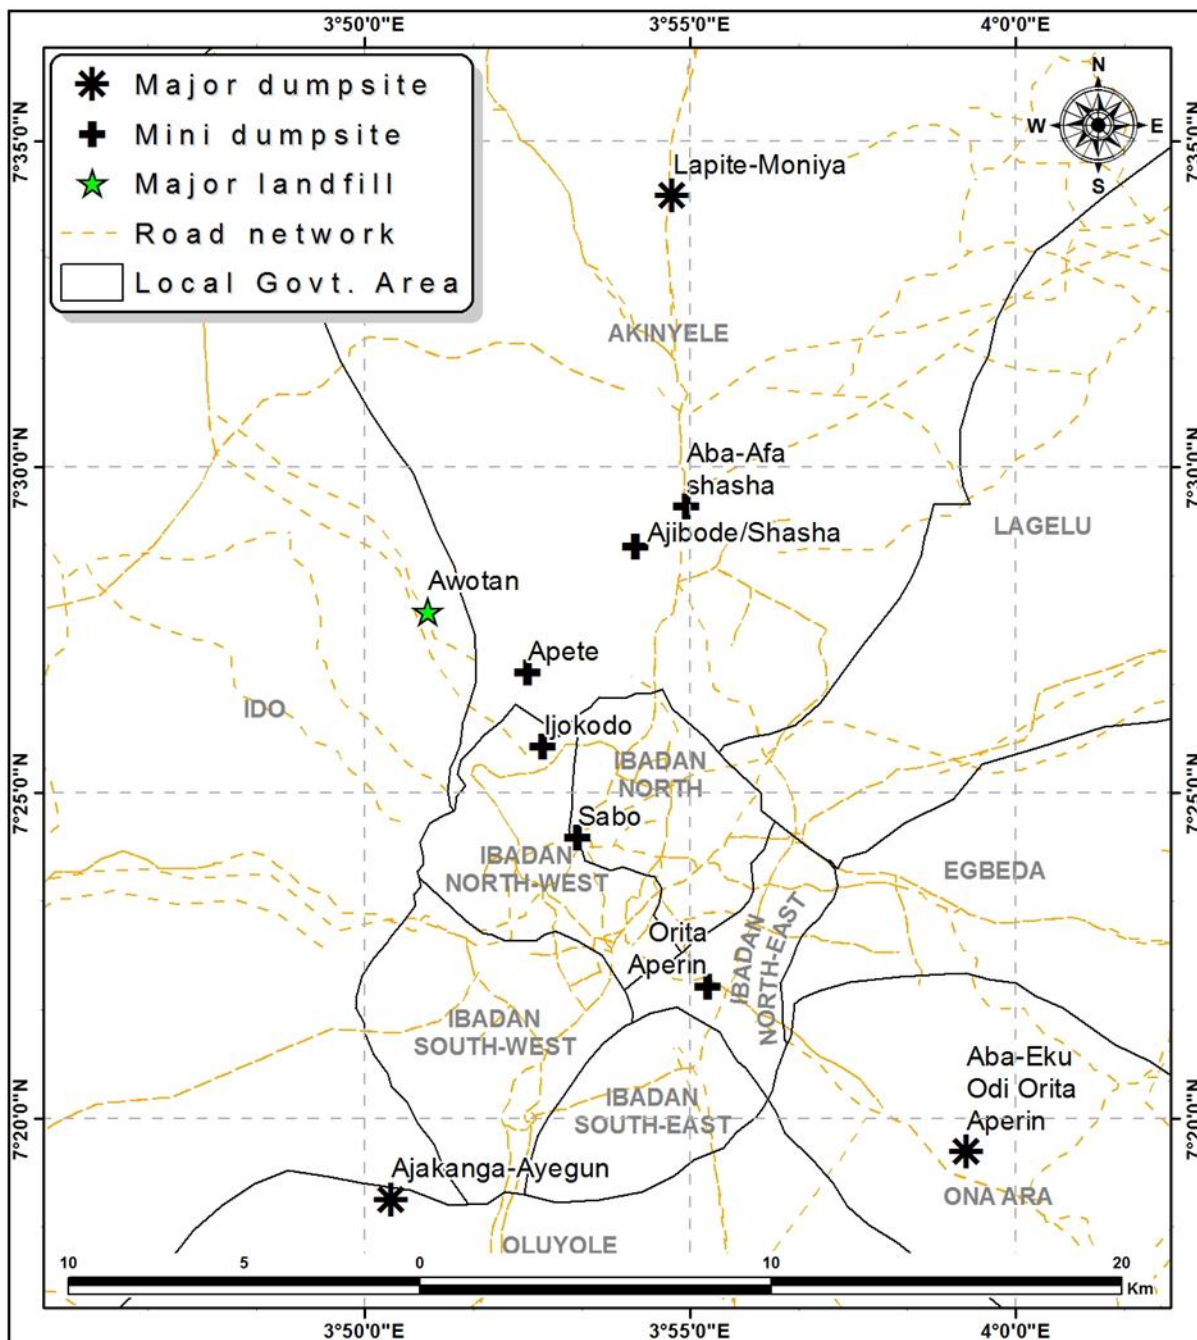 3°50'0"E
3°55'0"E
4°0'0"E
Major dumpsite
Mini dumpsite
Major landfill
Road network
Local Govt. Area
N
W
E
S
7°35'0"N
7°35'0"N
Lapite-Moniya
AKINYELE
7°30'0"N
7°30'0"N
Aba-Afa
shasha
Ajibode/Shasha
LAGELU
Awotan
Apete
IDO
Ijokodo
IBADAN
NORTH
7°25'0"N
7°25'0"N
Sabo
IBADAN
NORTH-WEST
EGBEDA
Orita
Aperin
IBADAN
NORTH-EAST
IBADAN
SOUTH-WEST
Aba-Eku
Odi Orita
Aperin
IBADAN
SOUTH-EAST
7°20'0"N
7°20'0"N
Ajakanga-Ayegun
ONA ARA
OLUYOLE
10
5
0
10
20
Km
3°50'0"E
3°55'0"E
4°0'0"E